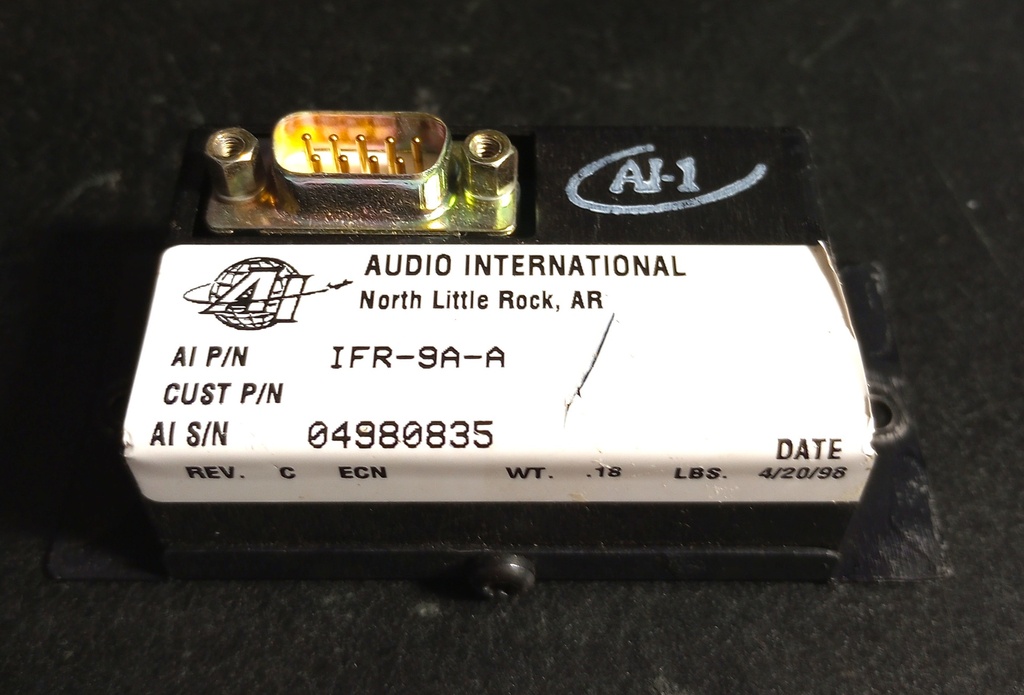 AI-1
AI
AUDIO INTERNATIONAL
North Little Rock, AR
AI P/N IFR-9A-A
CUST P/N
AI S/N 04980835
DATE
REV. C ECN WT. .18 LBS. 4/20/98